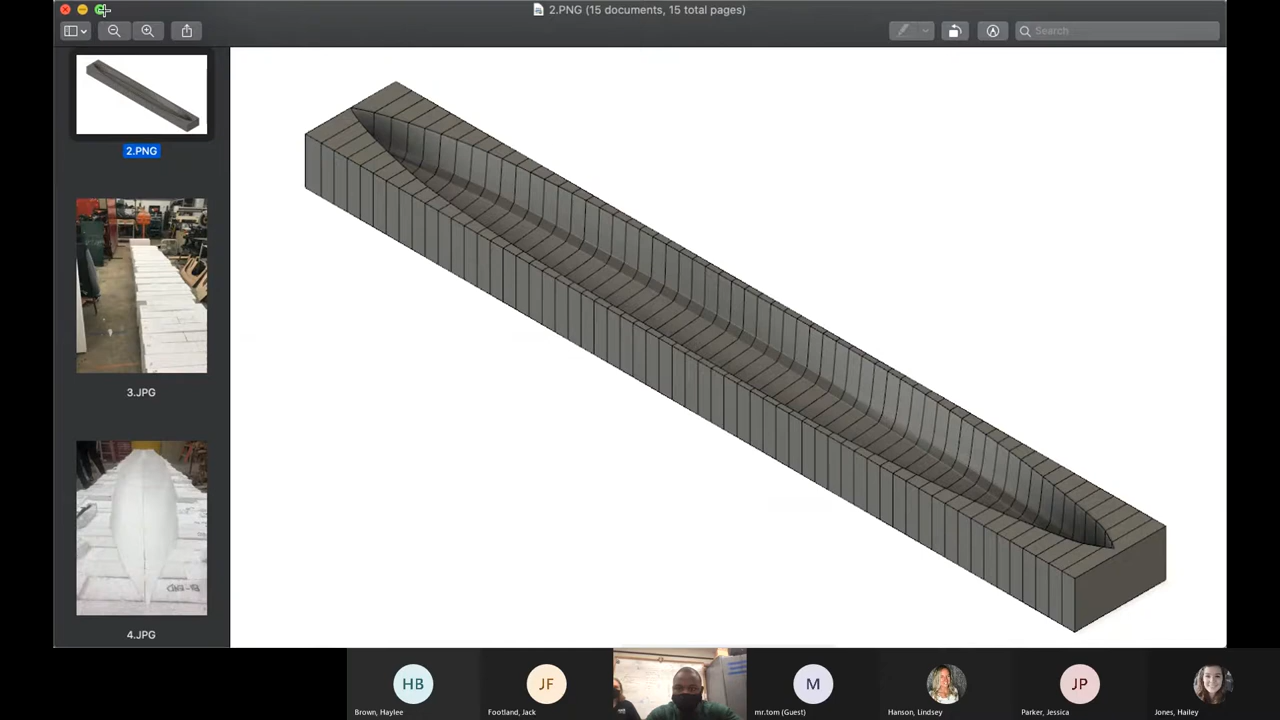 2.PNG (15 documents, 15 total pages)
Search
2.PNG
3.JPG
4.JPG
HB
JF
M
JP
Brown, Haylee
Footland, Jack
mr.tom (Guest)
Hanson, Lindsey
Parker, Jessica
Jones, Hailey